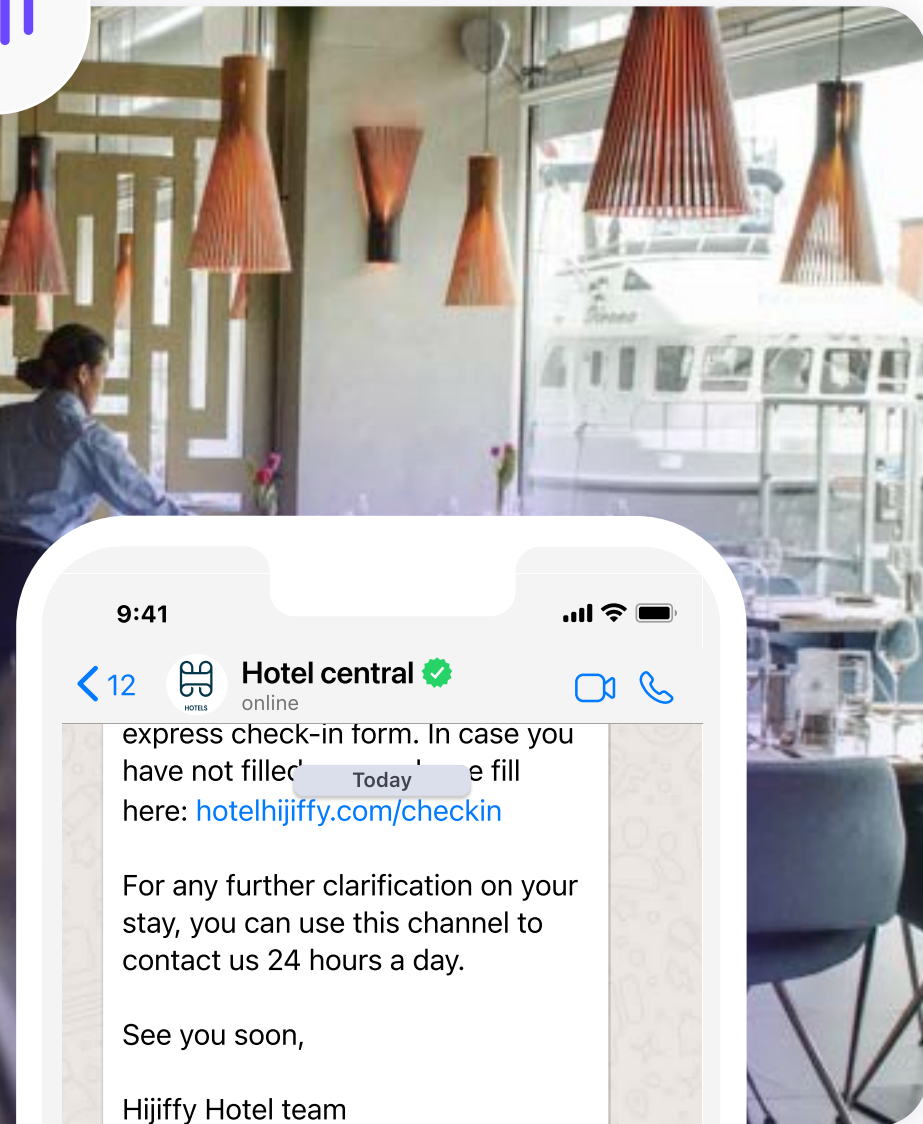 9:41
12
Hotel central
HOTELS
online
express check-in form. In case you
have not filled
Today
fill
here: hotelhijiffy.com/checkin
For any further clarification on your
stay, you can use this channel to
contact us 24 hours a day.
See you soon,
Hijiffy Hotel team